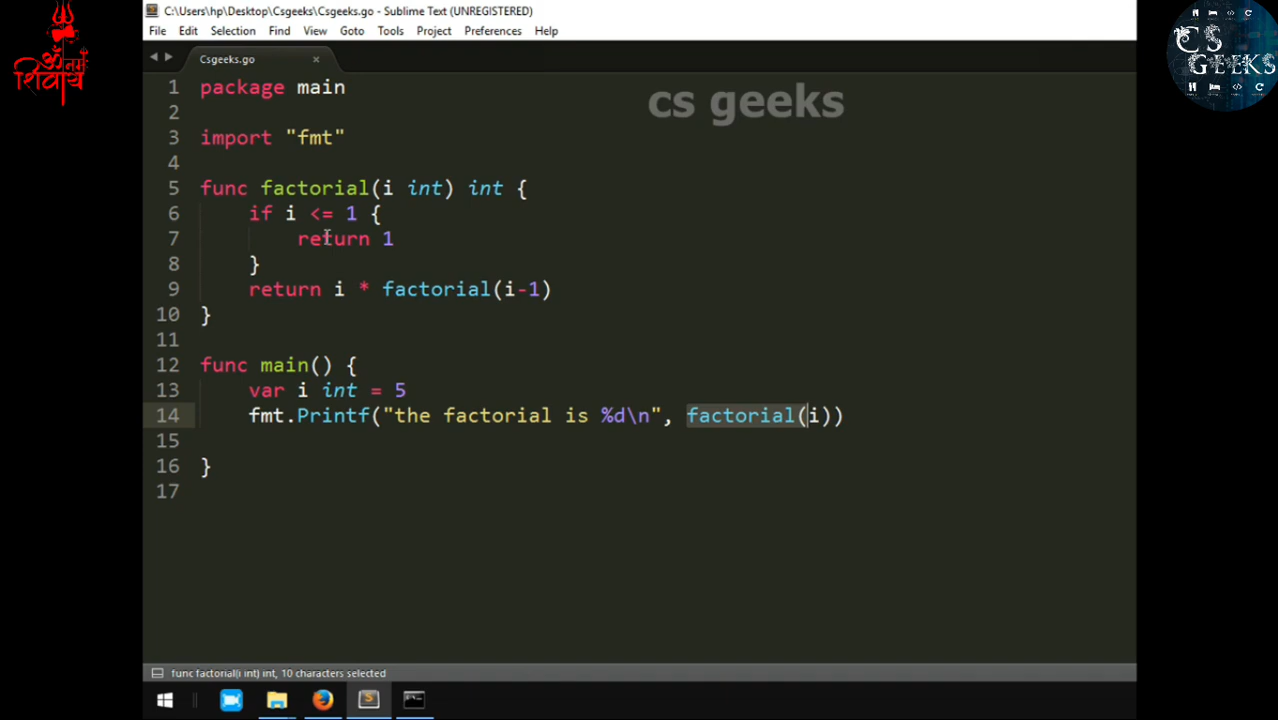 C:\Users\hp\Desktop\Csgeeks\Csgeeks.go - Sublime Text (UNREGISTERED)
File Edit Selection Find View Goto Tools Project Preferences Help
Csgeeks.go ×
1 package main
2
3 import "fmt"
4
5 func factorial(i int) int {
6 if i <= 1 {
7 return 1
8 }
9 return i * factorial(i-1)
10 }
11
12 func main() {
13 var i int = 5
14 fmt.Printf("the factorial is %d\n", factorial(i))
15
16 }
17
func factorial(i int) int, 10 characters selected
cs geeks
ॐ नमः
शिवाय
CS
GEEKS